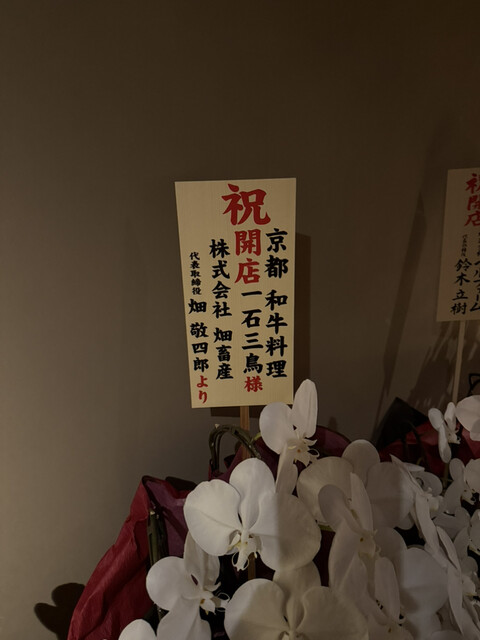 祝
開店
京都 和牛料理
一石三鳥様
株式会社 畑畜産
代表取締役 畑 敬四郎より
祝
開店
鈴木立樹